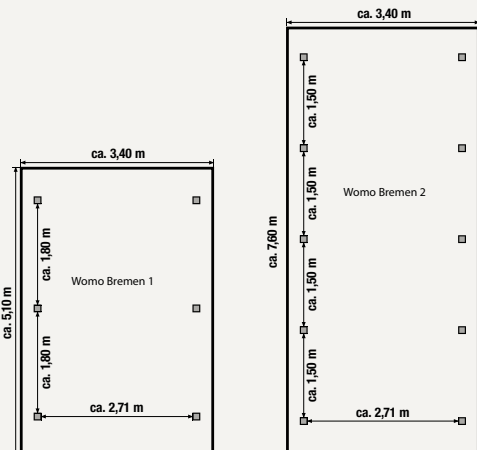 ca. 3,40 m
ca. 5,10 m
ca. 1,80 m
Womo Bremen 1
ca. 1,80 m
ca. 2,71 m
ca. 3,40 m
ca. 7,60 m
ca. 1,50 m
ca. 1,50 m
Womo Bremen 2
ca. 1,50 m
ca. 1,50 m
ca. 2,71 m